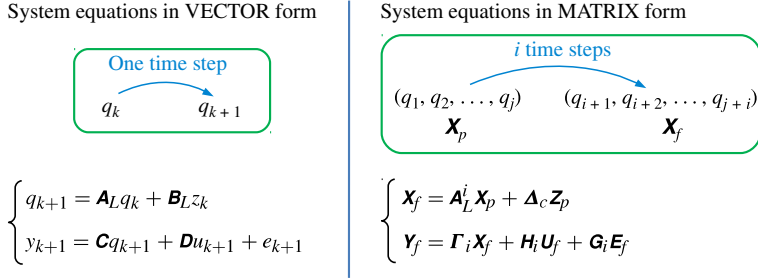 System equations in VECTOR form
One time step
q_k q_{k+1}
q_{k+1} = A_L q_k + B_L z_k
y_{k+1} = C q_{k+1} + D u_{k+1} + e_{k+1}
System equations in MATRIX form
i time steps
(q_1, q_2, ..., q_j) (q_{i+1}, q_{i+2}, ..., q_{j+i})
X_p X_f
X_f = A_L^i X_p + Δ_c Z_p
Y_f = Γ_i X_f + H_i U_f + G_i E_f